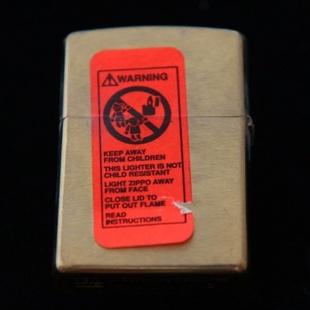 WARNING
KEEP AWAY
FROM CHILDREN
THIS LIGHTER IS NOT
CHILD RESISTANT
LIGHT ZIPPO AWAY
FROM FACE
CLOSE LID TO
PUT OUT FLAME
READ
INSTRUCTIONS